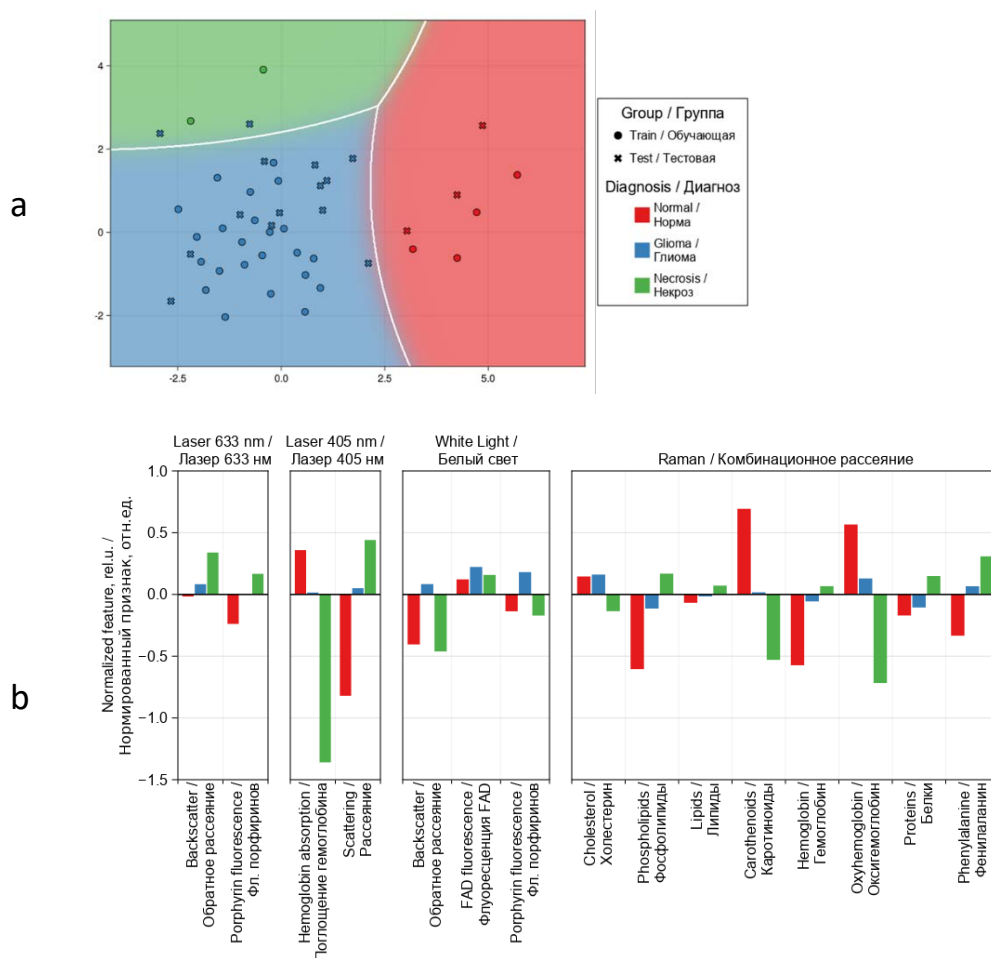 a
4
2
0
-2
-2.5
0.0
2.5
5.0
Group / Группа
Train / Обучающая
Test / Тестовая
Diagnosis / Диагноз
Normal /
Норма
Glioma /
Глиома
Necrosis /
Некроз
b
Laser 633 nm /
Лазер 633 нм
Laser 405 nm /
Лазер 405 нм
White Light /
Белый свет
Raman / Комбинационное рассеяние
Normalized feature, rel.u. /
Нормированный признак, отн.ед.
1.0
0.5
0.0
−0.5
−1.0
−1.5
Backscatter /
Обратное рассеяние
Porphyrin fluorescence /
Фл. порфиринов
Hemoglobin absorption /
Поглощение гемоглобина
Scattering /
Рассеяние
Backscatter /
Обратное рассеяние
FAD fluorescence /
Флуоресценция FAD
Porphyrin fluorescence /
Фл. порфиринов
Cholesterol /
Холестерин
Phospholipids /
Фосфолипиды
Lipids /
Липиды
Carothenoids /
Каротиноиды
Hemoglobin /
Гемоглобин
Oxyhemoglobin /
Оксигемоглобин
Proteins /
Белки
Phenylalanine /
Фенилаланин